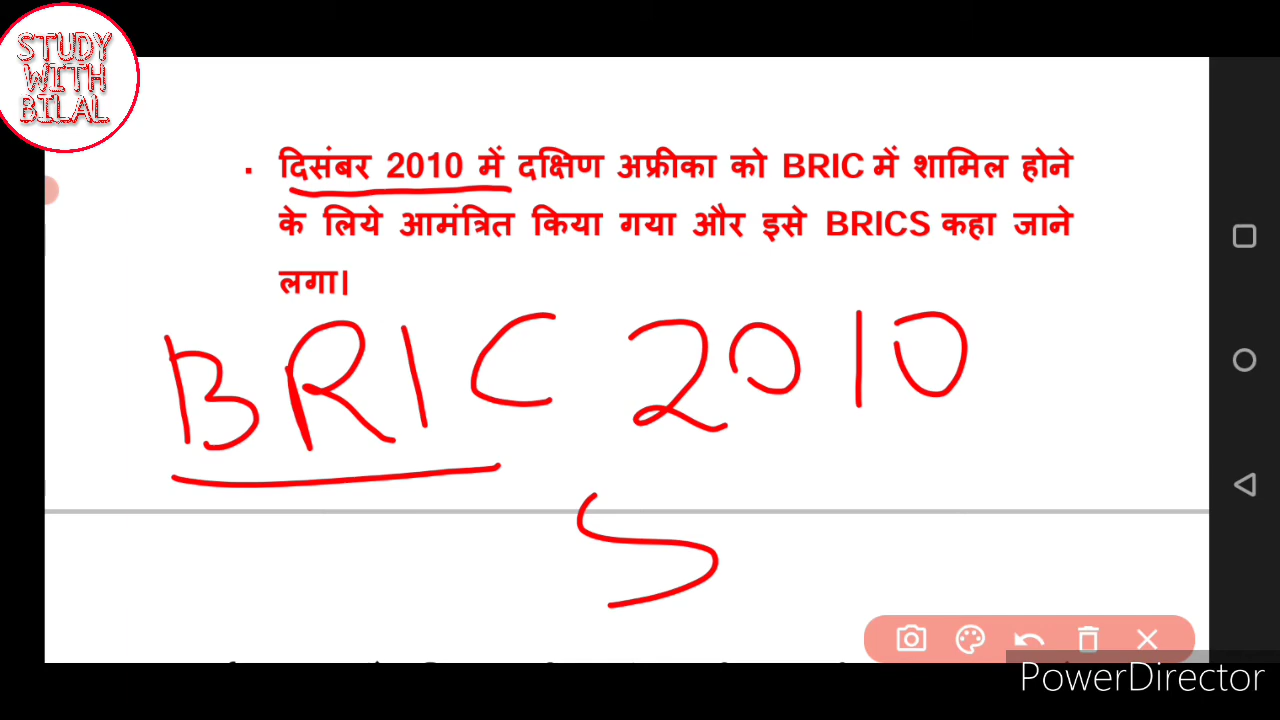 STUDY
WITH
BILAL
· दिसंबर 2010 में दक्षिण अफ्रीका को BRIC में शामिल होने
के लिये आमंत्रित किया गया और इसे BRICS कहा जाने
लगा।
BRIC 2010
S
PowerDirector